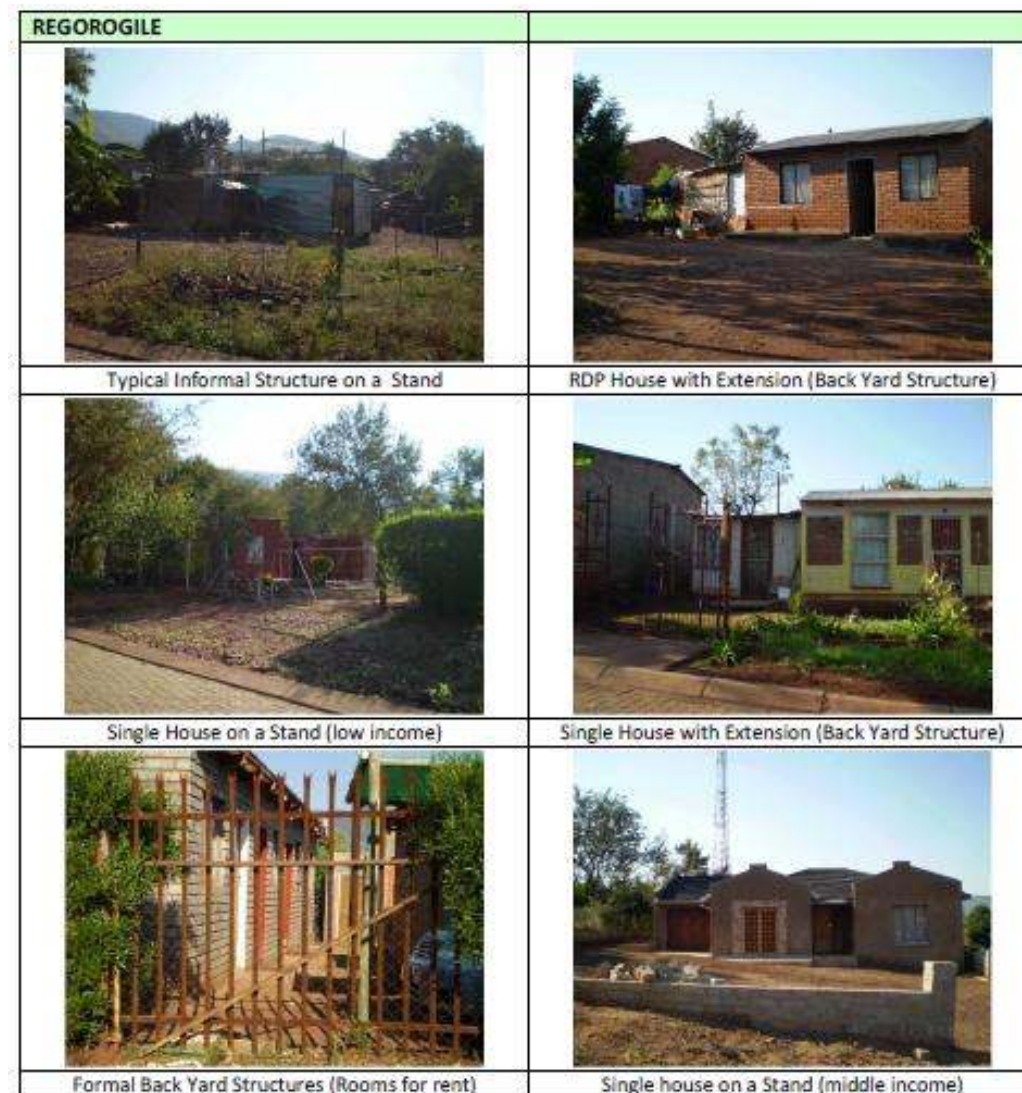 REGOROGILE
Typical Informal Structure on a Stand
RDP House with Extension (Back Yard Structure)
Single House on a Stand (low income)
Single House with Extension (Back Yard Structure)
Formal Back Yard Structures (Rooms for rent)
Single house on a Stand (middle income)